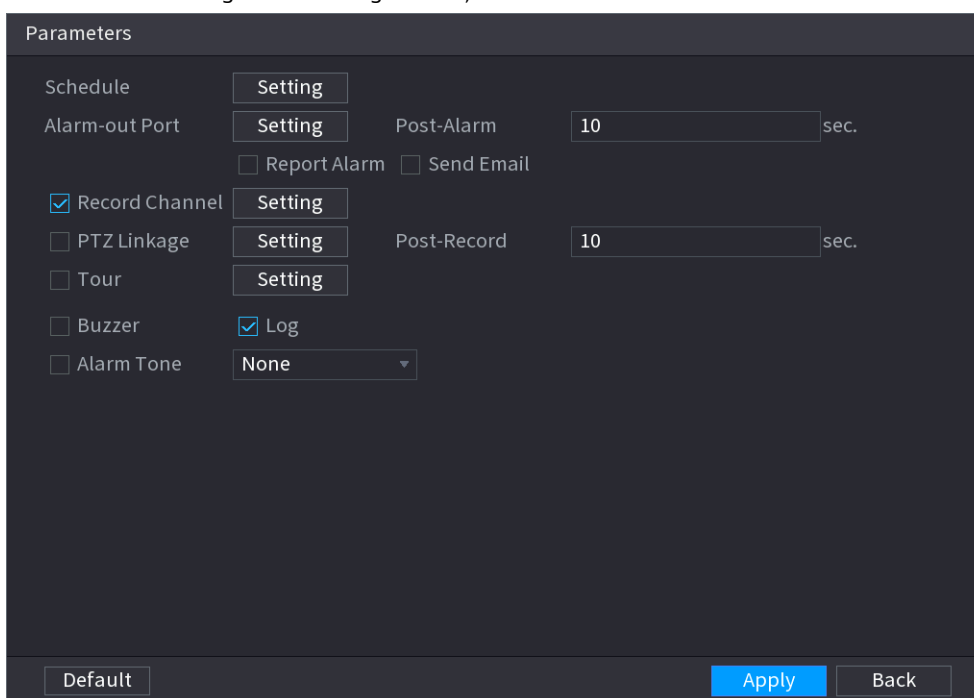 Parameters
Schedule Setting
Alarm-out Port Setting Post-Alarm 10 sec.
Report Alarm Send Email
Record Channel Setting
PTZ Linkage Setting Post-Record 10 sec.
Tour Setting
Buzzer Log
Alarm Tone None
Default Apply Back